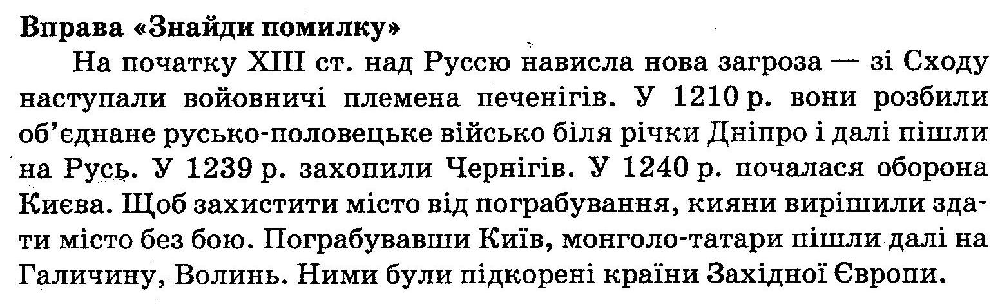 Вправа «Знайди помилку»
На початку XIII ст. над Руссю нависла нова загроза — зі Сходу
наступали войовничі племена печенігів. У 1210 р. вони розбили
об’єднане русько-половецьке військо біля річки Дніпро і далі пішли
на Русь. У 1239 р. захопили Чернігів. У 1240 р. почалася оборона
Києва. Щоб захистити місто від пограбування, кияни вирішили зда-
ти місто без бою. Пограбувавши Київ, монголо-татари пішли далі на
Галичину, Волинь. Ними були підкорені країни Західної Європи.